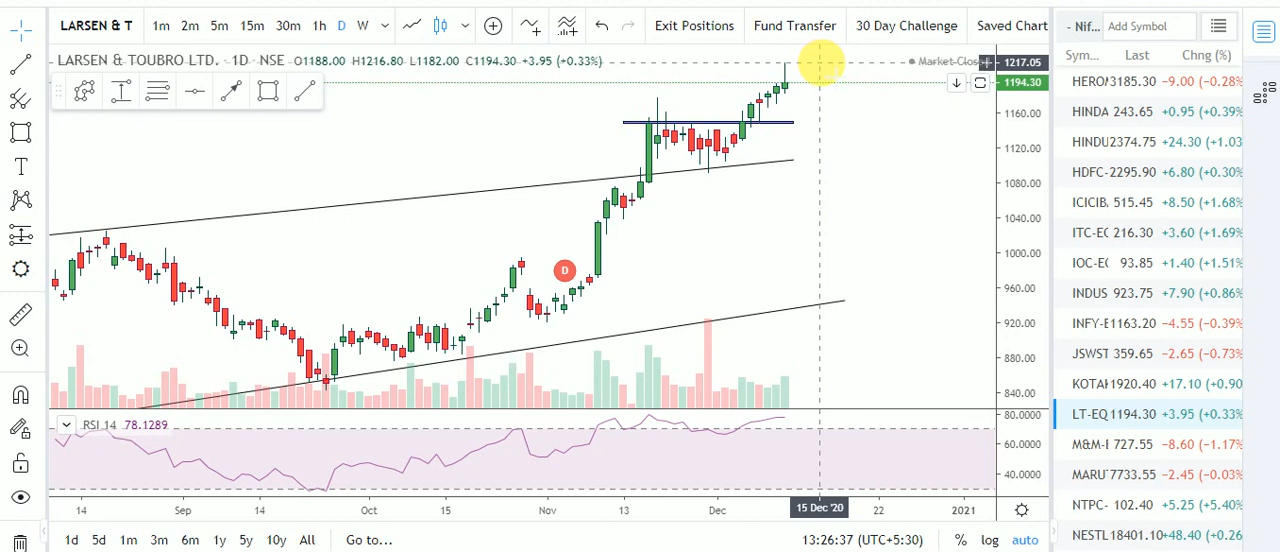 LARSEN & T 1m 2m 5m 15m 30m 1h D W Exit Positions Fund Transfer 30 Day Challenge Saved Chart
- Nif... Add Symbol
LARSEN & TOUBRO LTD. · 1D · NSE O1188.00 H1216.80 L1182.00 C1194.30 +3.95 (+0.33%)
Market Clos
1217.05
1194.30
1160.00
1120.00
1080.00
1040.00
1000.00
960.00
920.00
880.00
840.00
D
T
RSI 14 78.1289
80.0000
60.0000
40.0000
14 Sep 14 Oct 15 Nov 13 Dec 15 Dec '20 22 2021
1d 5d 1m 3m 6m 1y 5y 10y All Go to... 13:26:37 (UTC+5:30) % log auto
Sym... Last Chng (%)
HERO 3185.30 -9.00 (-0.28%
HINDA 243.65 +0.95 (+0.39%
HINDU 2374.75 +24.30 (+1.03
HDFC- 2295.90 +6.80 (+0.30%
ICICIB, 515.45 +8.50 (+1.68%
ITC-E 216.30 +3.60 (+1.69%
IOC-E 93.85 +1.40 (+1.51%
INDUS 923.75 +7.90 (+0.86%
INFY-E 1163.20 -4.55 (-0.39%
JSWST 359.65 -2.65 (-0.73%
KOTA 1920.40 +17.10 (+0.90
LT-EQ 1194.30 +3.95 (+0.33%
M&M-E 727.55 -8.60 (-1.17%
MARU 7733.55 -2.45 (-0.03%
NTPC- 102.40 +5.25 (+5.40%
NESTL 18401.10 +48.40 (+0.26